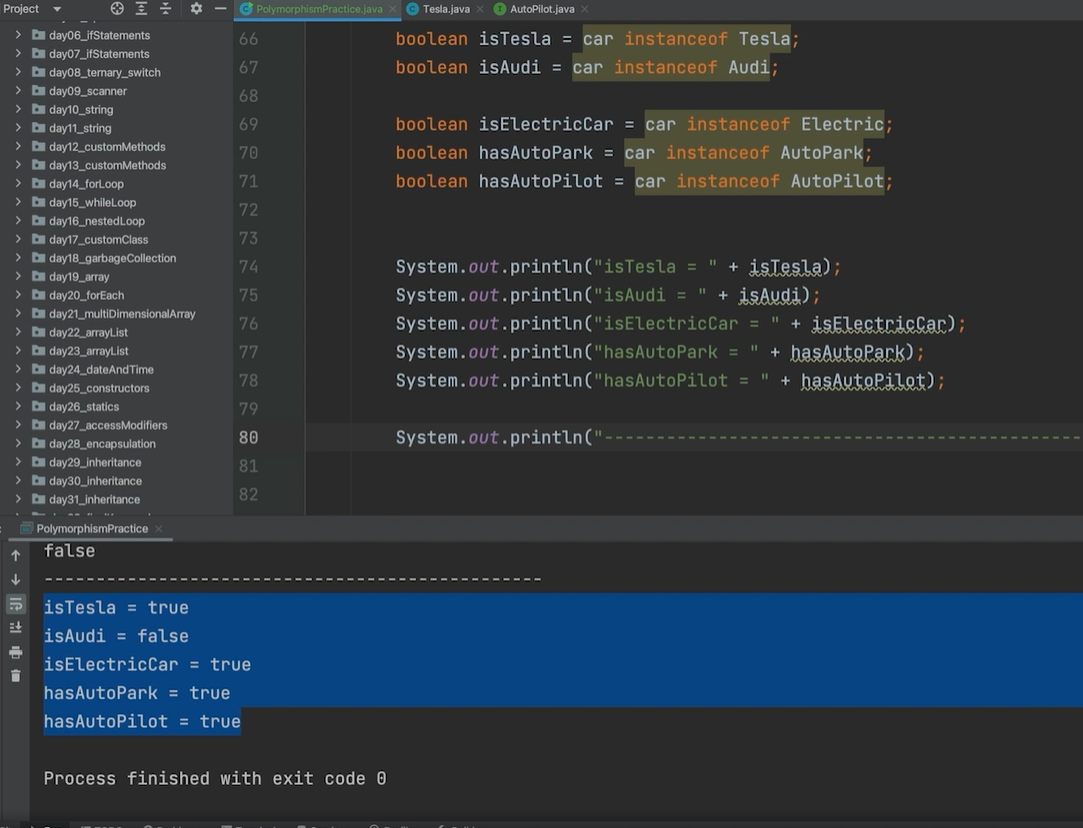 Project
PolymorphismPractice.java
Tesla.java
AutoPilot.java
day06_ifStatements
day07_ifStatements
day08_ternary_switch
day09_scanner
day10_string
day11_string
day12_customMethods
day13_customMethods
day14_forLoop
day15_whileLoop
day16_nestedLoop
day17_customClass
day18_garbageCollection
day19_array
day20_forEach
day21_multiDimensionalArray
day22_arrayList
day23_arrayList
day24_dateAndTime
day25_constructors
day26_statics
day27_accessModifiers
day28_encapsulation
day29_inheritance
day30_inheritance
day31_inheritance
66 boolean isTesla = car instanceof Tesla;
67 boolean isAudi = car instanceof Audi;
68
69 boolean isElectricCar = car instanceof Electric;
70 boolean hasAutoPark = car instanceof AutoPark;
71 boolean hasAutoPilot = car instanceof AutoPilot;
72
73
74 System.out.println("isTesla = " + isTesla);
75 System.out.println("isAudi = " + isAudi);
76 System.out.println("isElectricCar = " + isElectricCar);
77 System.out.println("hasAutoPark = " + hasAutoPark);
78 System.out.println("hasAutoPilot = " + hasAutoPilot);
79
80 System.out.println("----------------------------------------------
81
82
PolymorphismPractice
false
------------------------------------------------
isTesla = true
isAudi = false
isElectricCar = true
hasAutoPark = true
hasAutoPilot = true
Process finished with exit code 0